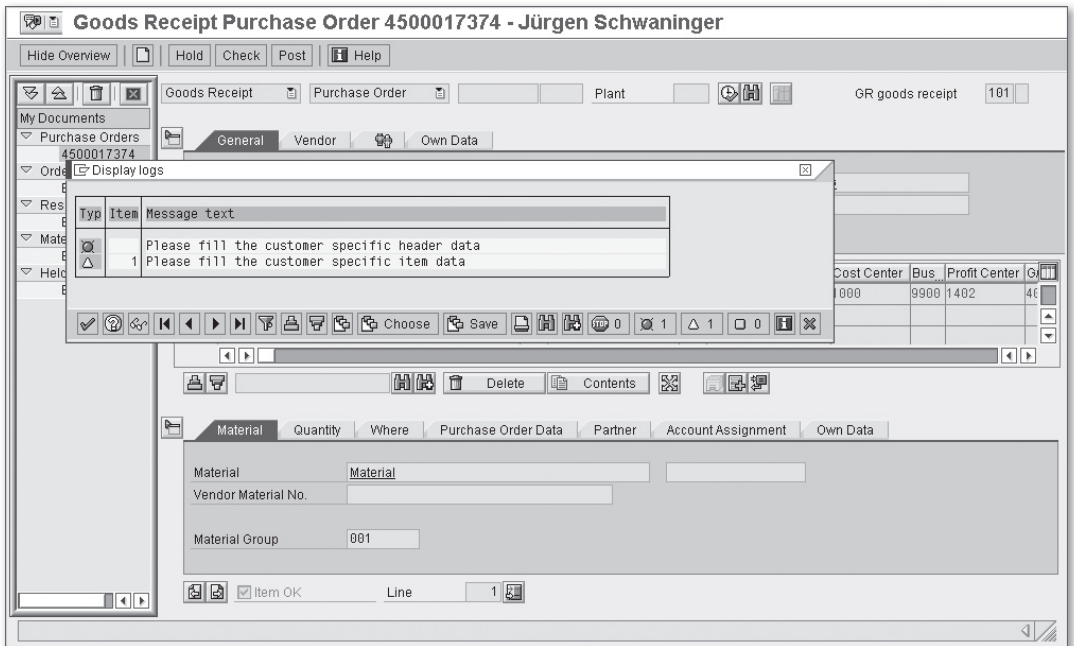 Goods Receipt Purchase Order 4500017374 - Jürgen Schwaninger
Hide Overview Hold Check Post Help
Goods Receipt Purchase Order Plant GR goods receipt 101
My Documents
Purchase Orders
4500017374
General Vendor Own Data
Display logs
Typ Item Message text
Please fill the customer specific header data
1 Please fill the customer specific item data
Cost Center Bus Profit Center
9900 1402
Choose Save STOP 0 1 1 0
Delete Contents
Material Quantity Where Purchase Order Data Partner Account Assignment Own Data
Material Material
Vendor Material No.
Material Group 001
Item OK Line 1